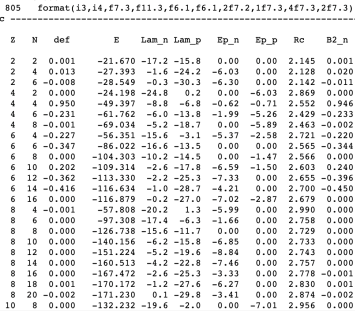 805 format(i3,i4,f7.3,f11.3,f6.1,f6.1,2f7.2,1f7.3,4f7.3,2f7.3)
c --------------------------------------------------------
Z N def E Lam_n Lam_p Ep_n Ep_p Rc B2_n
2 2 0.001 -21.670 -17.2 -15.8 0.00 0.00 2.145 0.001
2 4 0.013 -27.393 -1.6 -24.2 -6.03 0.00 2.128 0.020
2 6 -0.008 -28.549 -0.3 -30.3 -6.30 0.00 2.142 -0.011
4 2 0.000 -24.198 -24.8 0.2 0.00 -6.03 2.869 0.000
4 4 0.950 -49.397 -8.8 -6.8 -0.62 -0.71 2.552 0.946
4 6 -0.231 -61.762 -6.0 -13.8 -1.99 -5.26 2.429 -0.233
4 8 -0.001 -69.034 -5.2 -18.7 0.00 -5.89 2.463 -0.002
6 4 -0.227 -56.351 -15.6 -3.1 -5.37 -2.58 2.721 -0.220
6 6 -0.347 -86.022 -16.6 -13.5 0.00 0.00 2.565 -0.344
6 8 0.000 -104.303 -10.2 -14.5 0.00 -1.47 2.566 0.000
6 10 0.202 -109.314 -2.6 -17.8 -6.59 -1.50 2.603 0.240
6 12 -0.362 -113.330 -2.2 -25.3 -7.33 0.00 2.655 -0.396
6 14 -0.416 -116.634 -1.0 -28.7 -4.21 0.00 2.700 -0.450
6 16 0.000 -116.879 -0.2 -27.0 -7.02 -2.87 2.679 0.000
8 4 -0.001 -57.808 -20.2 1.3 -5.99 0.00 2.990 0.000
8 6 0.000 -97.308 -17.4 -6.3 -1.66 0.00 2.758 0.000
8 8 0.000 -126.738 -15.6 -11.7 0.00 0.00 2.729 0.000
8 10 0.000 -140.156 -6.2 -15.8 -6.85 0.00 2.733 0.000
8 12 0.000 -151.224 -5.2 -19.6 -8.84 0.00 2.743 0.000
8 14 0.000 -160.513 -4.2 -22.8 -7.46 0.00 2.757 0.000
8 16 0.000 -167.472 -2.6 -25.3 -3.33 0.00 2.778 -0.001
8 18 0.001 -170.172 -1.2 -27.6 -6.27 0.00 2.830 0.001
8 20 -0.002 -171.230 0.1 -29.8 -3.41 0.00 2.874 -0.002
10 8 0.000 -132.232 -19.6 -2.0 0.00 -7.01 2.956 0.000